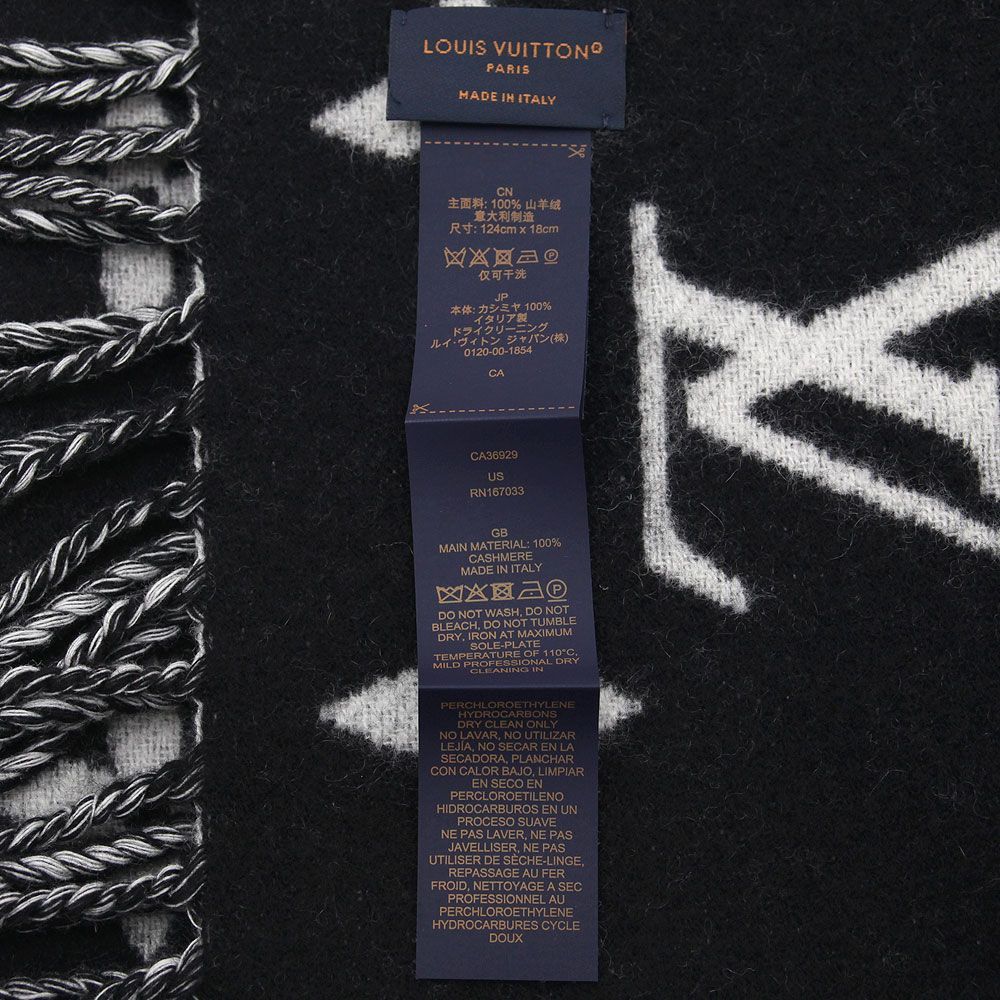 LOUIS VUITTON®
PARIS
MADE IN ITALY
CN
主面料: 100% 山羊绒
意大利制造
尺寸: 124cm x 18cm
仅可干洗
JP
本体: カシミヤ 100%
イタリア製
ドライクリーニング
ルイ・ヴィトン ジャパン(株)
0120-00-1854
CA
CA36929
US
RN167033
GB
MAIN MATERIAL: 100%
CASHMERE
MADE IN ITALY
DO NOT WASH, DO NOT
BLEACH, DO NOT TUMBLE
DRY, IRON AT MAXIMUM
SOLE-PLATE
TEMPERATURE OF 110°C,
MILD PROFESSIONAL DRY
CLEANING IN
PERCHLOROETHYLENE
HYDROCARBONS
DRY CLEAN ONLY
NO LAVAR, NO UTILIZAR
LEJÍA, NO SECAR EN LA
SECADORA, PLANCHAR
CON CALOR BAJO, LIMPIAR
EN SECO EN
PERCLOROETILENO
HIDROCARBUROS EN UN
PROCESO SUAVE
NE PAS LAVER, NE PAS
JAVELLISER, NE PAS
UTILISER DE SÈCHE-LINGE,
REPASSAGE AU FER
FROID, NETTOYAGE A SEC
PROFESSIONNEL AU
PERCHLOROETHYLENE
HYDROCARBURES CYCLE
DOUX